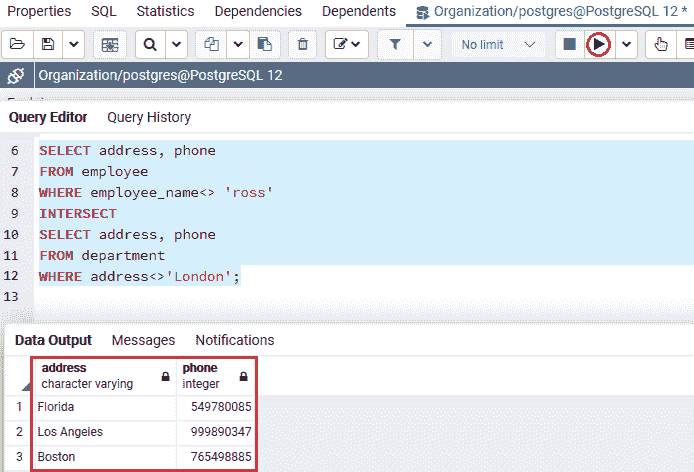 Properties SQL Statistics Dependencies Dependents Organization/postgres@PostgreSQL 12 *
No limit
Organization/postgres@PostgreSQL 12
Query Editor Query History
6 SELECT address, phone
7 FROM employee
8 WHERE employee_name<> 'ross'
9 INTERSECT
10 SELECT address, phone
11 FROM department
12 WHERE address<>'London';
13
Data Output Messages Notifications
address phone
character varying integer
1 Florida 549780085
2 Los Angeles 999890347
3 Boston 765498885